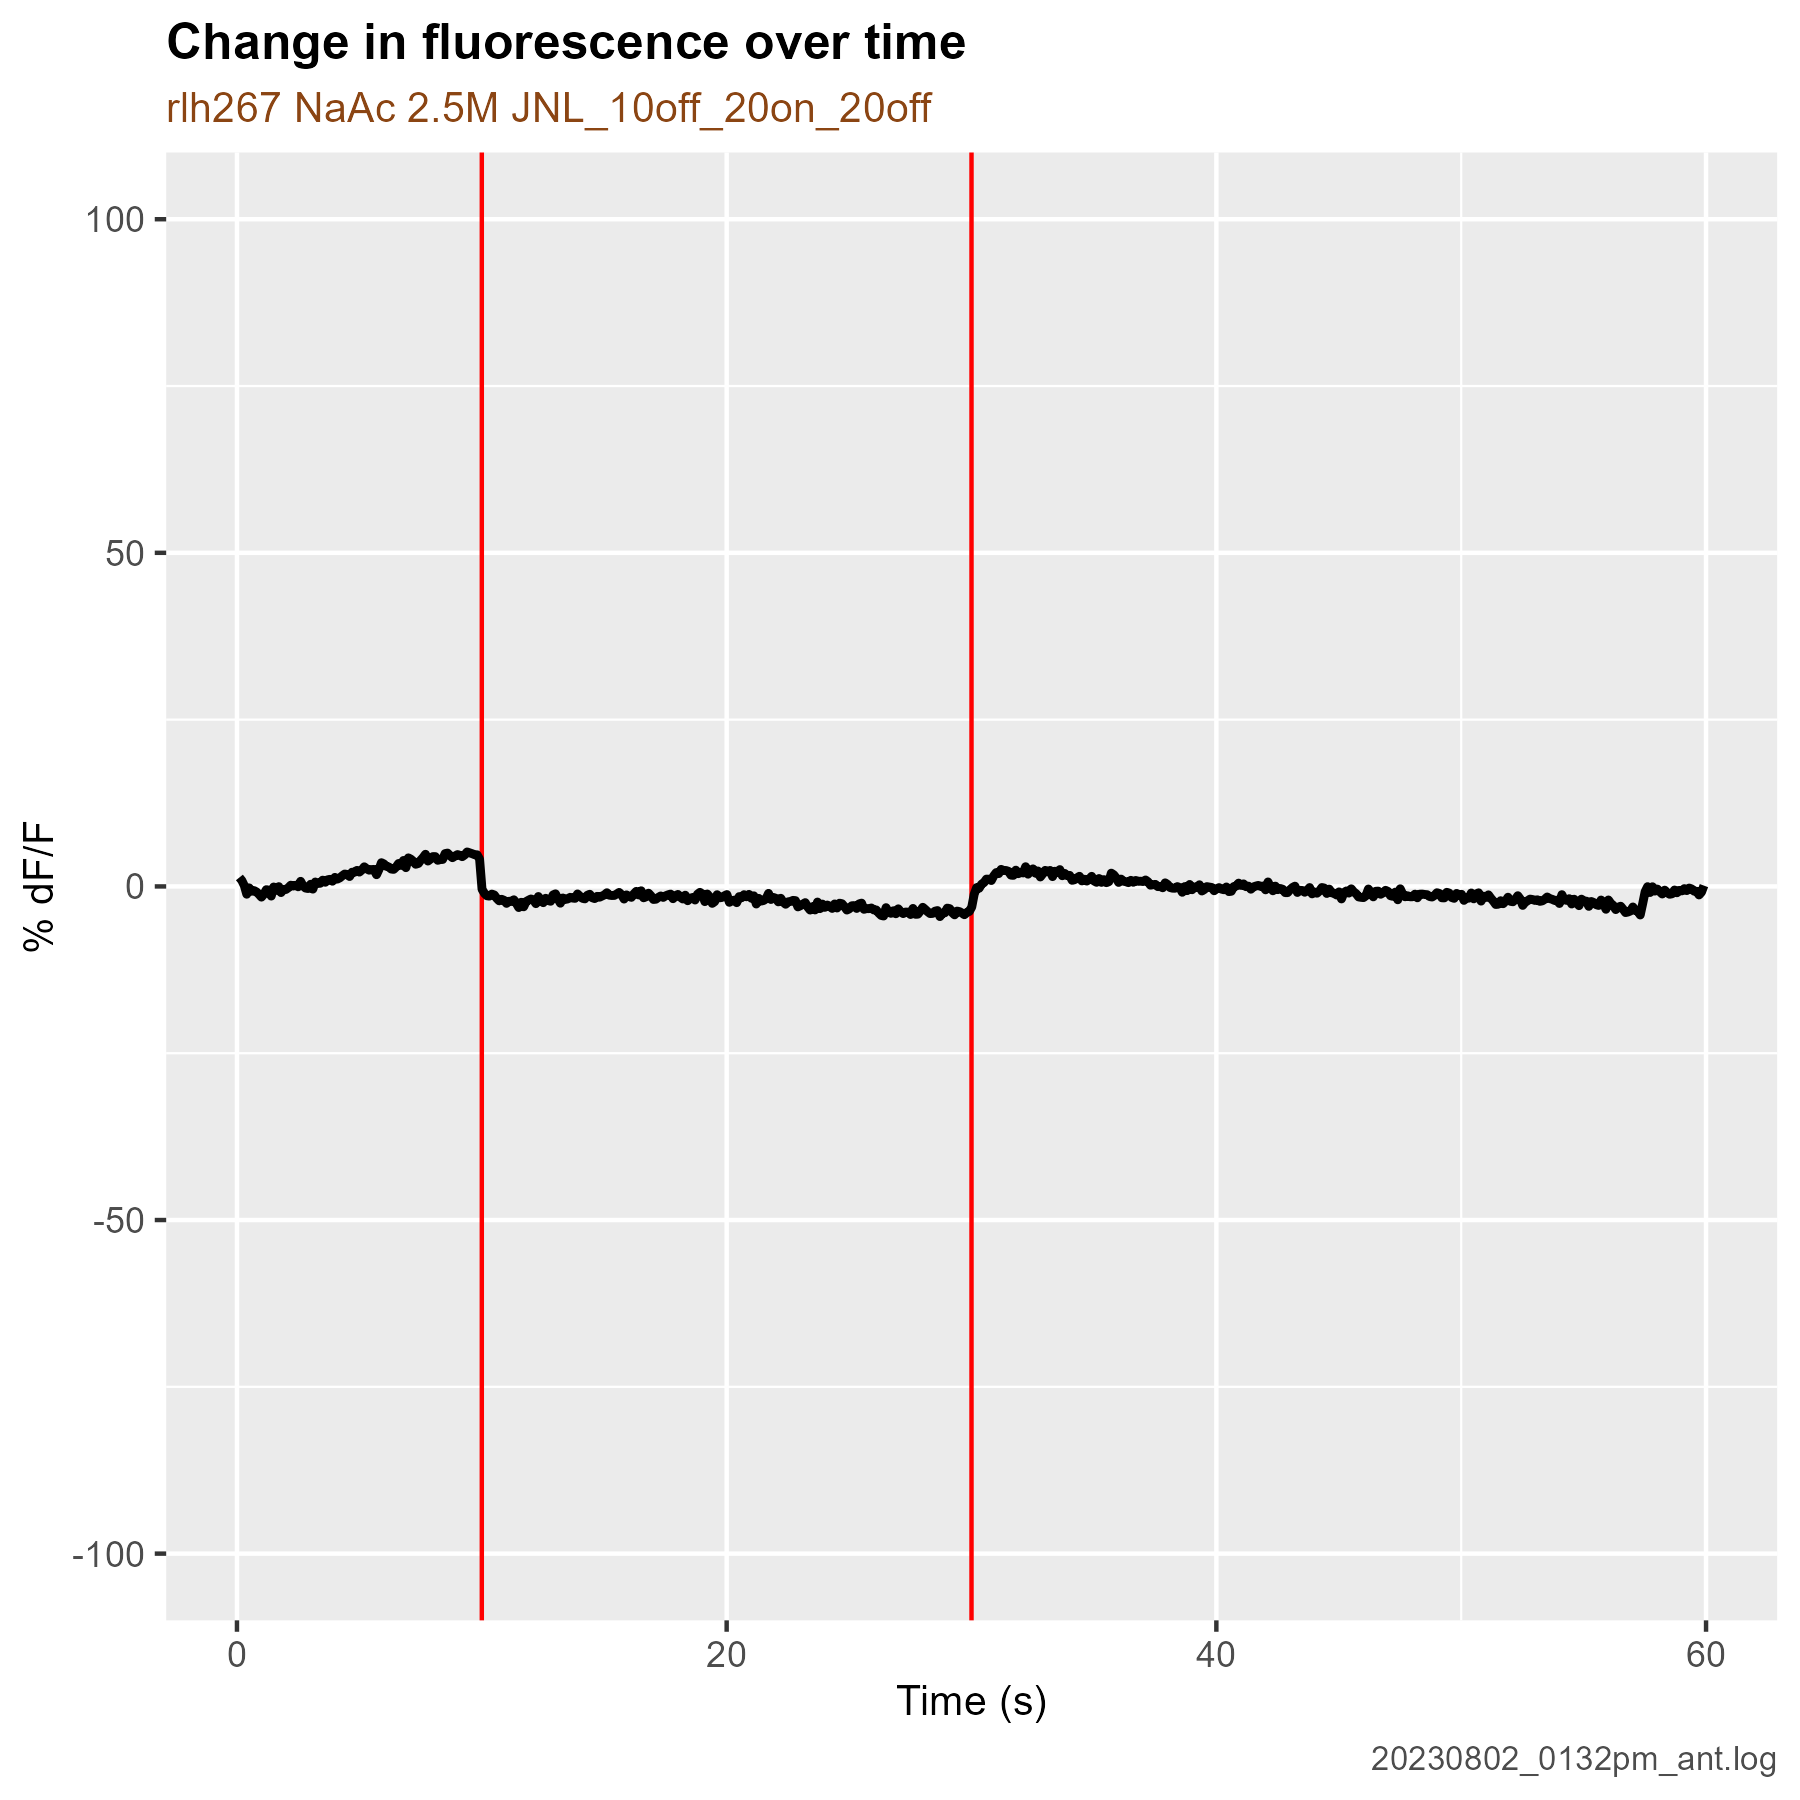 Change in fluorescence over time
rlh267 NaAc 2.5M JNL_10off_20on_20off
% dF/F
100
50
0
-50
-100
0 20 40 60
Time (s)
20230802_0132pm_ant.log